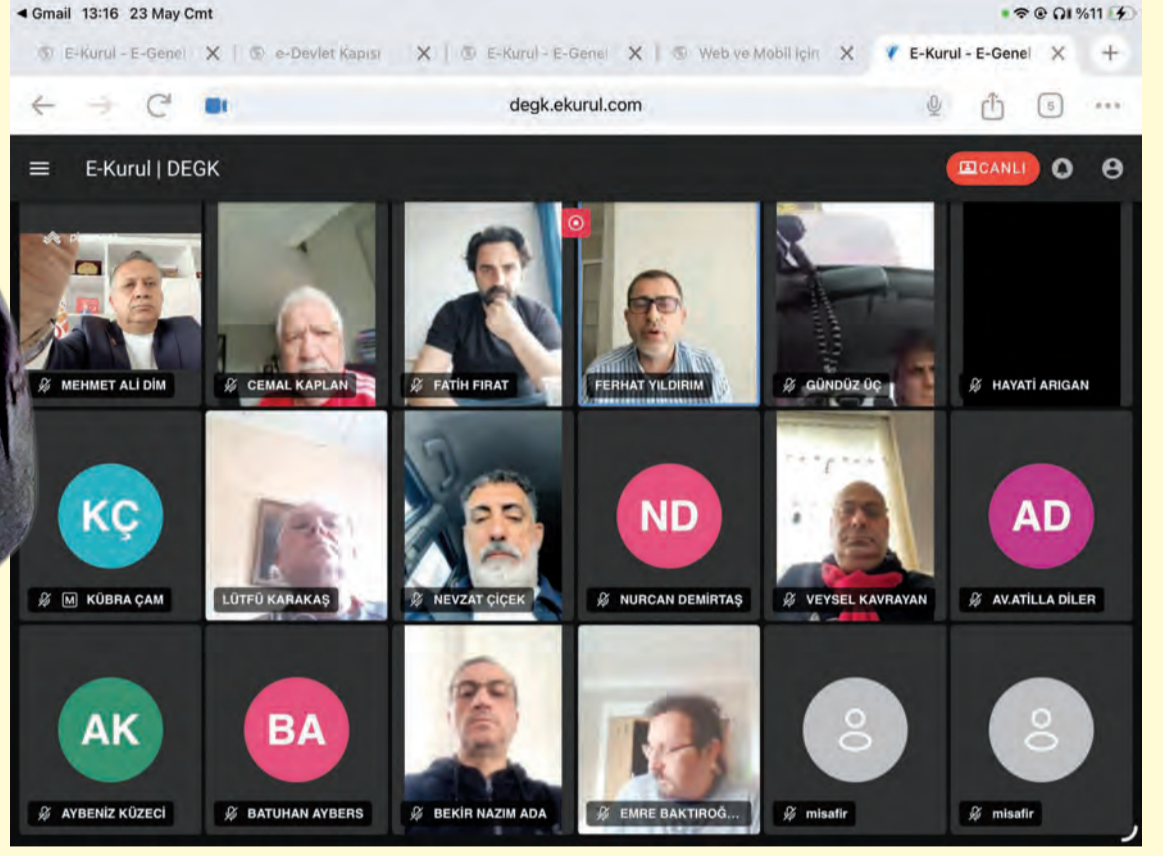 ◀ Gmail 13:16 23 May Cmt %11
E-Kurul - E-Genel e-Devlet Kapısı E-Kurul - E-Genel Web ve Mobil İçin E-Kurul - E-Genel
degk.ekurul.com 5
E-Kurul | DEGK CANLI
MEHMET ALİ DİM CEMAL KAPLAN FATİH FIRAT FERHAT YILDIRIM GÜNDÜZ ÜÇ HAYATİ ARIGAN
KÇ ND AD
M KÜBRA ÇAM LÜTFÜ KARAKAŞ NEVZAT ÇİÇEK NURCAN DEMİRTAŞ VEYSEL KAVRAYAN AV.ATİLLA DİLER
AK BA
AYBENİZ KÜZECİ BATUHAN AYBERS BEKİR NAZIM ADA EMRE BAKTIROĞ... misafir misafir